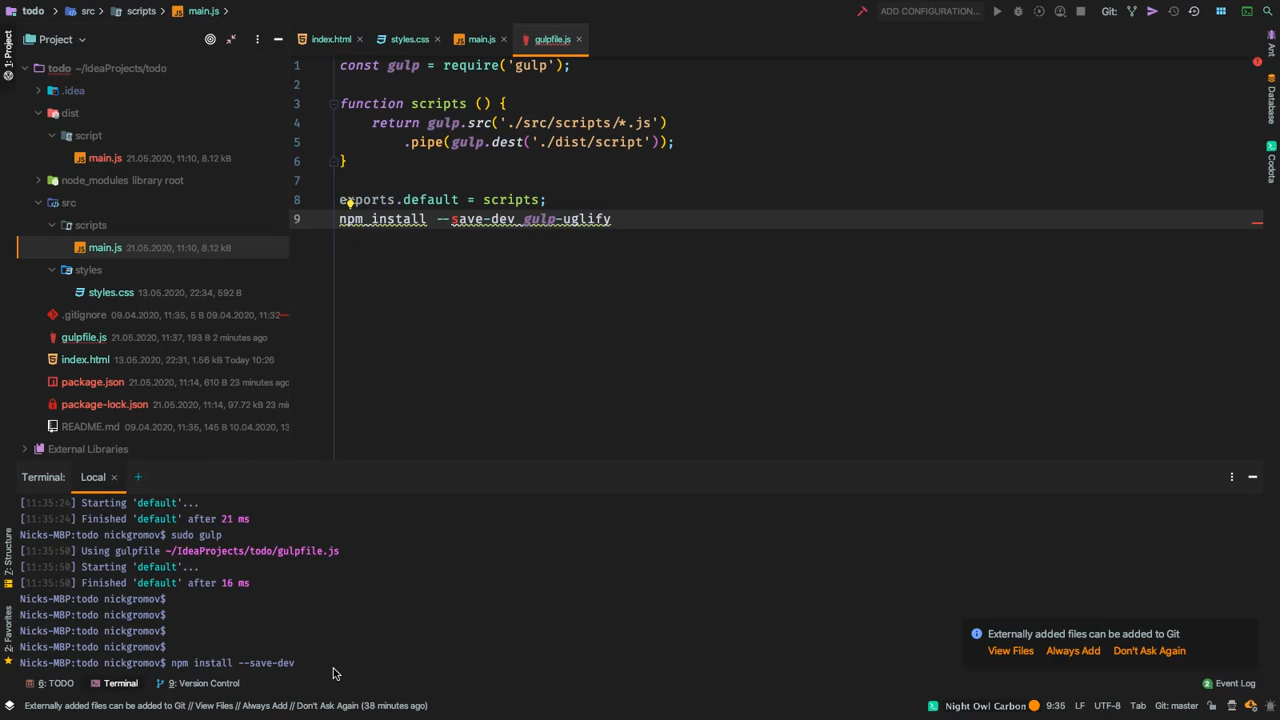 todo src scripts main.js ADD CONFIGURATION... Git:
Project index.html styles.css main.js gulpfile.js
1: Project
todo ~/IdeaProjects/todo
.idea
dist
script
main.js 21.05.2020, 11:10, 8.12 kB
node_modules library root
src
scripts
main.js 21.05.2020, 11:10, 8.12 kB
styles
styles.css 13.05.2020, 22:34, 592 B
.gitignore 09.04.2020, 11:35, 5 B 09.04.2020, 11:32
gulpfile.js 21.05.2020, 11:37, 193 B 2 minutes ago
index.html 13.05.2020, 22:31, 1.56 kB Today 10:26
package.json 21.05.2020, 11:14, 610 B 23 minutes ago
package-lock.json 21.05.2020, 11:14, 97.72 kB 23 min
README.md 09.04.2020, 11:35, 145 B 10.04.2020, 13
External Libraries
1 const gulp = require('gulp');
2
3 function scripts () {
4 return gulp.src('./src/scripts/*.js')
5 .pipe(gulp.dest('./dist/script'));
6 }
7
8 exports.default = scripts;
9 npm install --save-dev gulp-uglify
Ant
Database
Codota
Terminal: Local
Z: Structure
2: Favorites
[11:35:24] Starting 'default'...
[11:35:24] Finished 'default' after 21 ms
Nicks-MBP:todo nickgromov$ sudo gulp
[11:35:50] Using gulpfile ~/IdeaProjects/todo/gulpfile.js
[11:35:50] Starting 'default'...
[11:35:50] Finished 'default' after 16 ms
Nicks-MBP:todo nickgromov$
Nicks-MBP:todo nickgromov$
Nicks-MBP:todo nickgromov$
Nicks-MBP:todo nickgromov$
Nicks-MBP:todo nickgromov$ npm install --save-dev
Externally added files can be added to Git
View Files Always Add Don't Ask Again
6: TODO Terminal 9: Version Control 2 Event Log
Externally added files can be added to Git // View Files // Always Add // Don't Ask Again (38 minutes ago) Night Owl Carbon 9:35 LF UTF-8 Tab Git: master